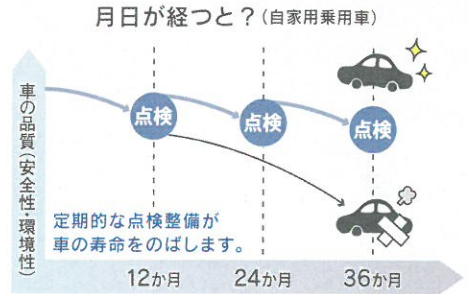 月日が経つと？(自家用乗用車)
車の品質(安全性・環境性)
点検
点検
点検
定期的な点検整備が
車の寿命をのばします。
12か月
24か月
36か月